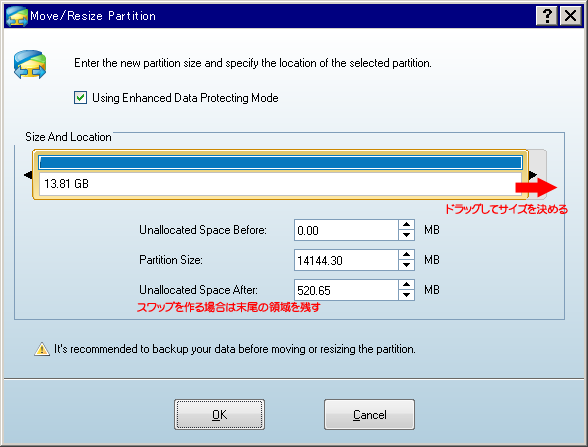 Move/Resize Partition
Enter the new partition size and specify the location of the selected partition.
Using Enhanced Data Protecting Mode
Size And Location
13.81 GB
ドラッグしてサイズを決める
Unallocated Space Before: 0.00 MB
Partition Size: 14144.30 MB
Unallocated Space After: 520.65 MB
スワップを作る場合は末尾の領域を残す
It's recommended to backup your data before moving or resizing the partition.
OK Cancel